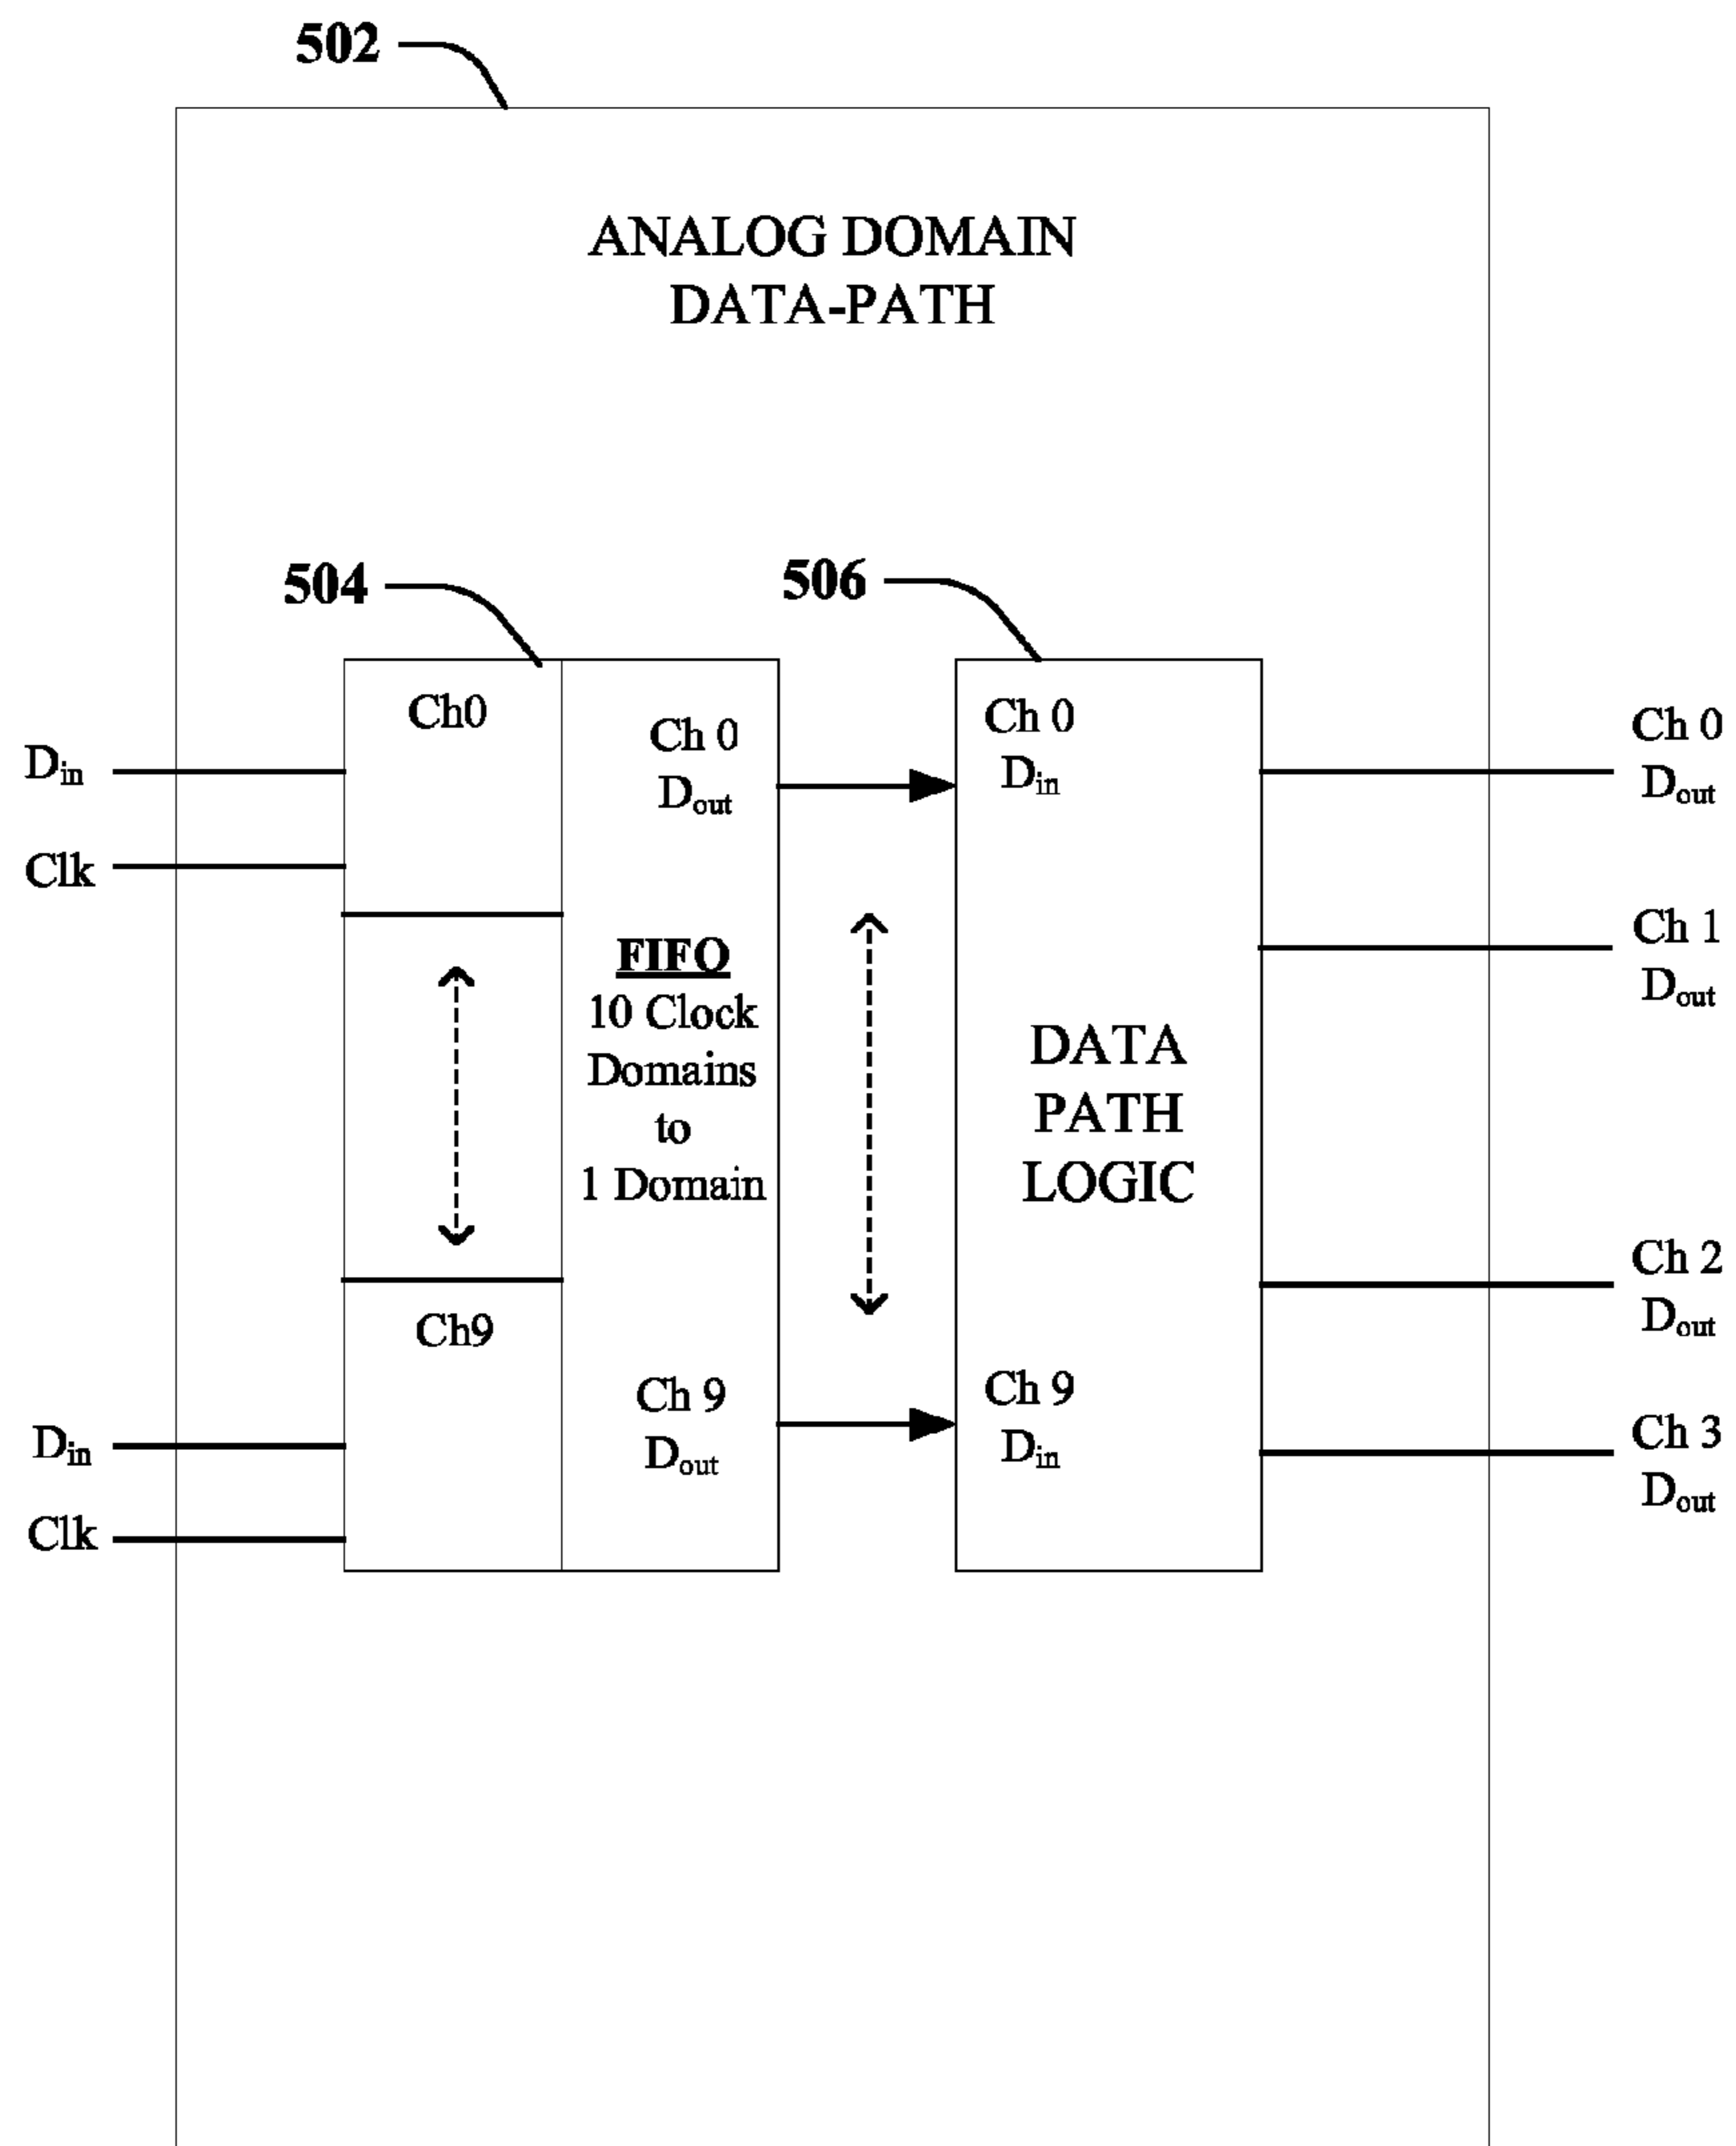 502
ANALOG DOMAIN
DATA-PATH
504
506
Din
Clk
Ch0
Ch 0
Dout
FIFO
10 Clock
Domains
to
1 Domain
Ch9
Din
Clk
Ch 9
Dout
Ch 0
Din
DATA
PATH
LOGIC
Ch 9
Din
Ch 0
Dout
Ch 1
Dout
Ch 2
Dout
Ch 3
Dout